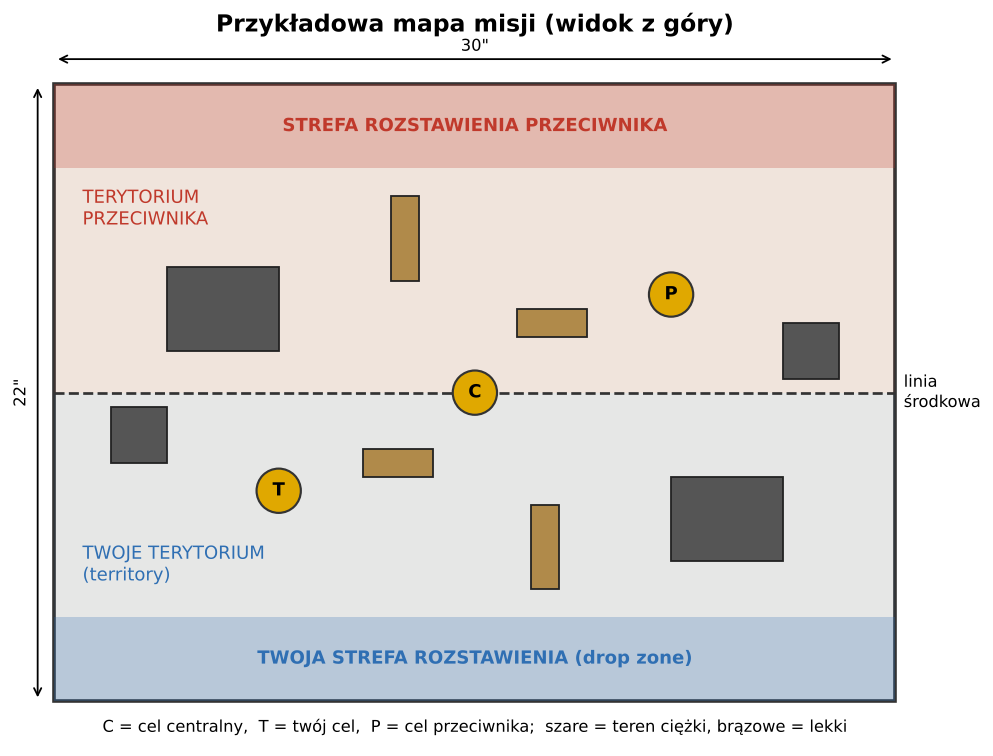 Przykładowa mapa misji (widok z góry)
30"
STREFA ROZSTAWIENIA PRZECIWNIKA
TERYTORIUM
PRZECIWNIKA
P
22"
C
linia
środkowa
T
TWOJE TERYTORIUM
(territory)
TWOJA STREFA ROZSTAWIENIA (drop zone)
C = cel centralny,  T = twój cel,  P = cel przeciwnika;  szare = teren ciężki, brązowe = lekki